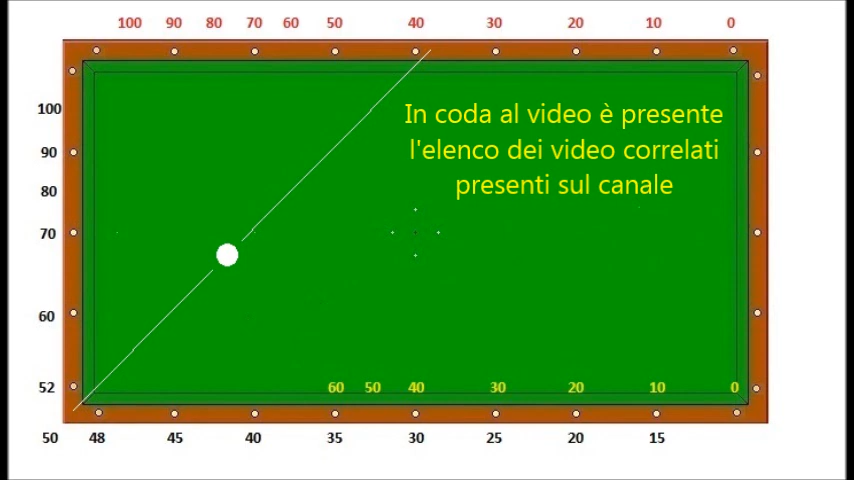 100 90 80 70 60 50 40 30 20 10 0
In coda al video è presente
l'elenco dei video correlati
presenti sul canale
100
90
80
70
60
52
60 50 40 30 20 10 0
50 48 45 40 35 30 25 20 15